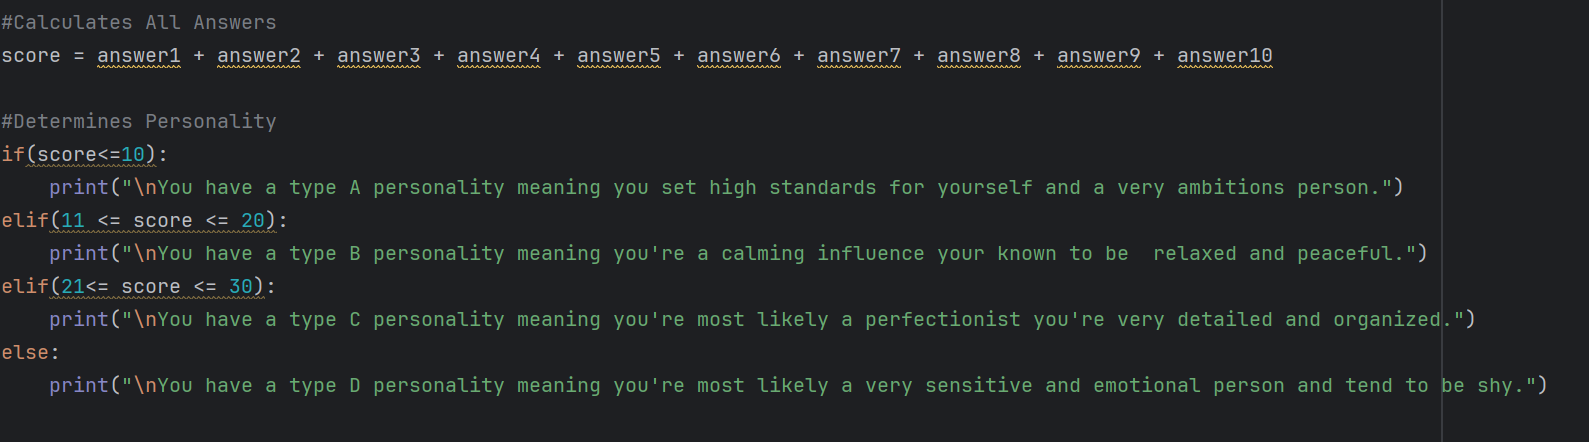 #Calculates All Answers
score = answer1 + answer2 + answer3 + answer4 + answer5 + answer6 + answer7 + answer8 + answer9 + answer10
#Determines Personality
if(score<=10):
    print("\nYou have a type A personality meaning you set high standards for yourself and a very ambitions person.")
elif(11 <= score <= 20):
    print("\nYou have a type B personality meaning you're a calming influence your known to be  relaxed and peaceful.")
elif(21<= score <= 30):
    print("\nYou have a type C personality meaning you're most likely a perfectionist you're very detailed and organized.")
else:
    print("\nYou have a type D personality meaning you're most likely a very sensitive and emotional person and tend to be shy.")